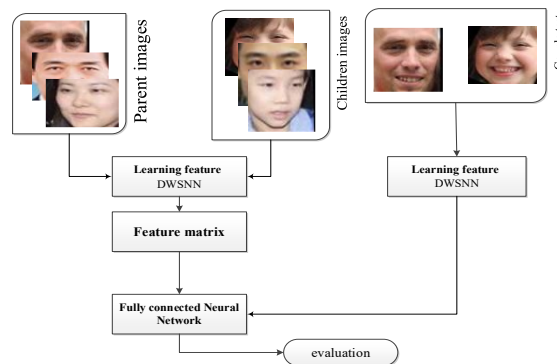 Parent images
Children images
Learning feature
DWSNN
Learning feature
DWSNN
Feature matrix
Fully connected Neural
Network
evaluation